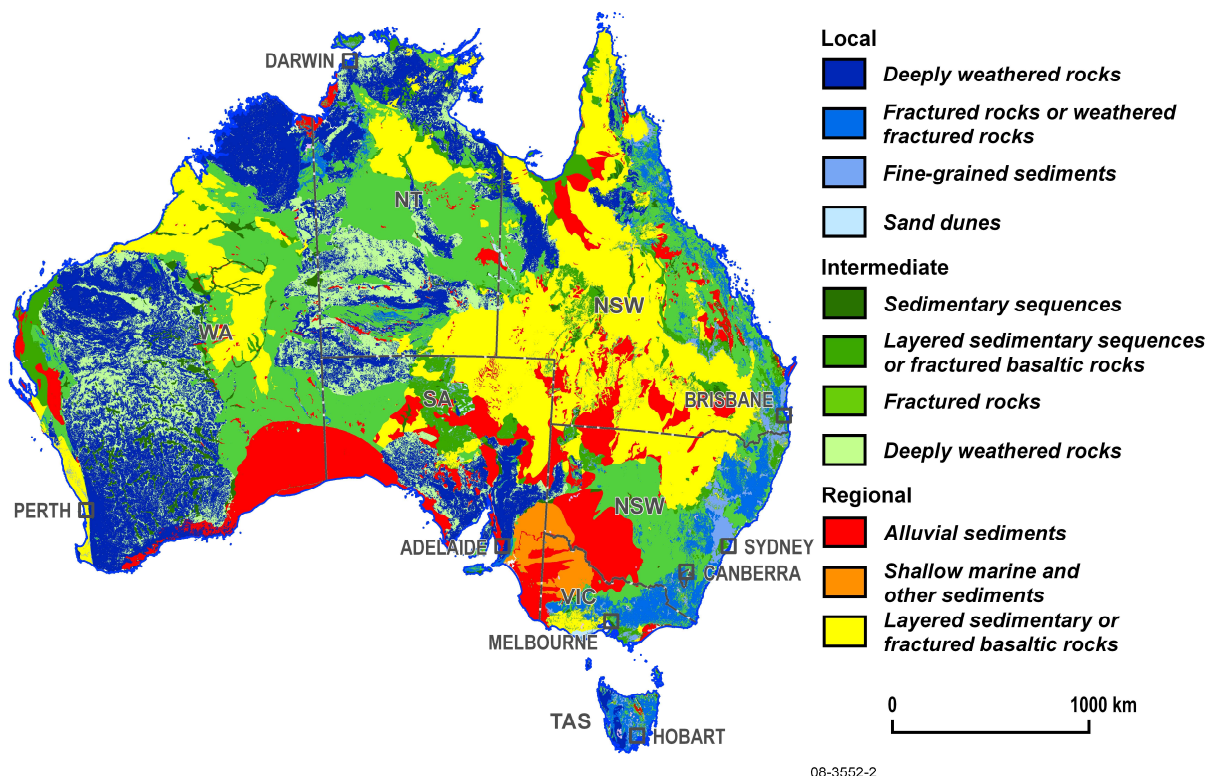 DARWIN
NT
NSW
WA
SA
BRISBANE
PERTH
NSW
ADELAIDE
SYDNEY
CANBERRA
VIC
MELBOURNE
TAS
HOBART
Local
Deeply weathered rocks
Fractured rocks or weathered
fractured rocks
Fine-grained sediments
Sand dunes
Intermediate
Sedimentary sequences
Layered sedimentary sequences
or fractured basaltic rocks
Fractured rocks
Deeply weathered rocks
Regional
Alluvial sediments
Shallow marine and
other sediments
Layered sedimentary or
fractured basaltic rocks
0 1000 km
08-3552-2